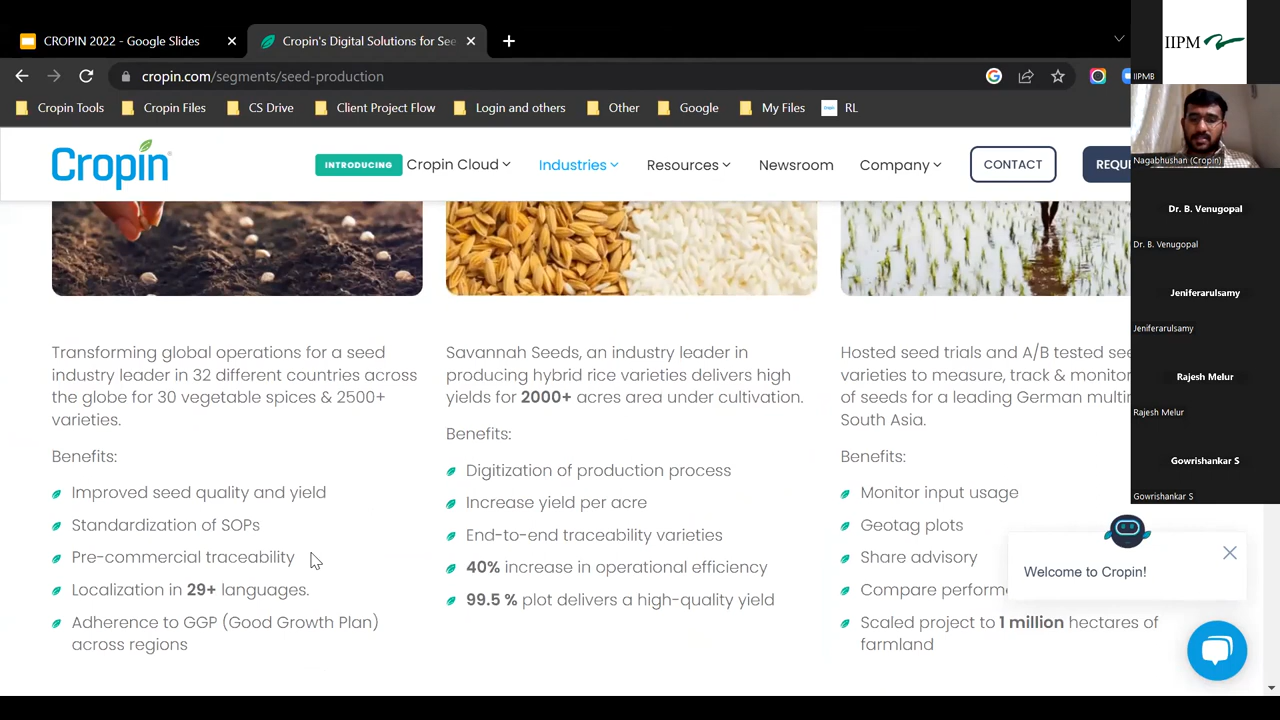 CROPIN 2022 - Google Slides
Cropin's Digital Solutions for See
cropin.com/segments/seed-production
Cropin Tools
Cropin Files
CS Drive
Client Project Flow
Login and others
Other
Google
My Files
RL
Cropin
INTRODUCING
Cropin Cloud
Industries
Resources
Newsroom
Company
CONTACT
REQU
IIPM
IIPMB
Nagabhushan (Cropin)
Dr. B. Venugopal
Dr. B. Venugopal
Jeniferarulsamy
Jeniferarulsamy
Rajesh Melur
Rajesh Melur
Gowrishankar S
Gowrishankar S
Transforming global operations for a seed
industry leader in 32 different countries across
the globe for 30 vegetable spices & 2500+
varieties.
Benefits:
Improved seed quality and yield
Standardization of SOPs
Pre-commercial traceability
Localization in 29+ languages.
Adherence to GGP (Good Growth Plan)
across regions
Savannah Seeds, an industry leader in
producing hybrid rice varieties delivers high
yields for 2000+ acres area under cultivation.
Benefits:
Digitization of production process
Increase yield per acre
End-to-end traceability varieties
40% increase in operational efficiency
99.5 % plot delivers a high-quality yield
Hosted seed trials and A/B tested see
varieties to measure, track & monitor
of seeds for a leading German multin
South Asia.
Benefits:
Monitor input usage
Geotag plots
Share advisory
Compare performa
Scaled project to 1 million hectares of
farmland
Welcome to Cropin!